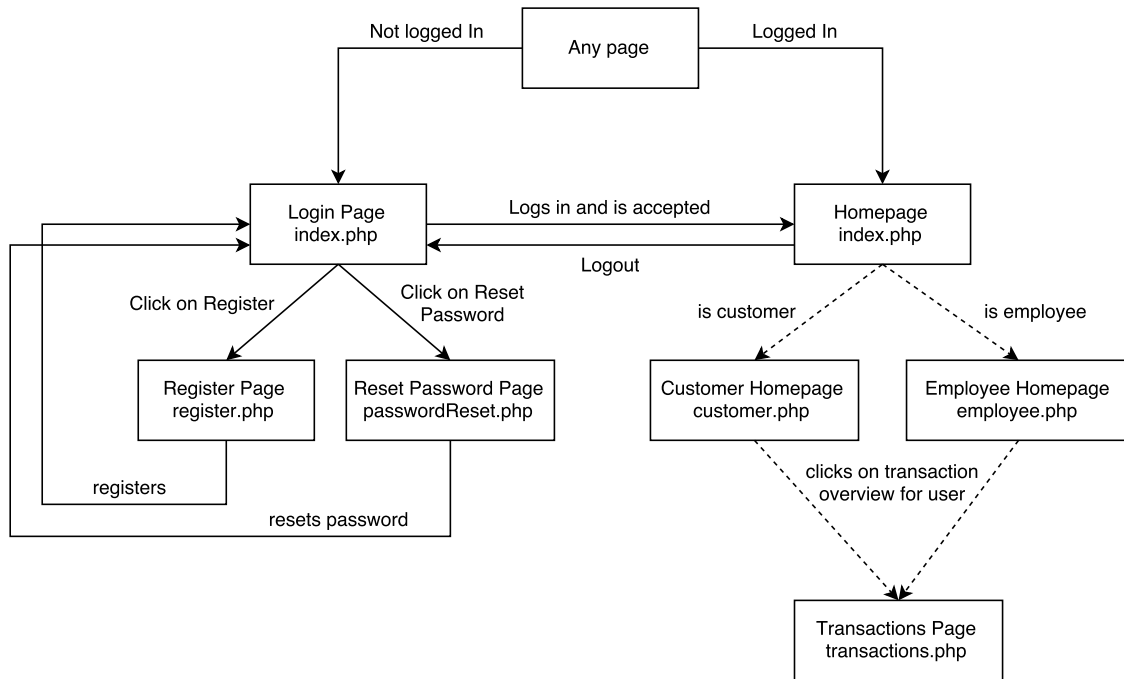 Not logged In
Any page
Logged In
Login Page
index.php
Logs in and is accepted
Homepage
index.php
Logout
Click on Register
Click on Reset
Password
is customer
is employee
Register Page
register.php
Reset Password Page
passwordReset.php
Customer Homepage
customer.php
Employee Homepage
employee.php
registers
resets password
clicks on transaction
overview for user
Transactions Page
transactions.php